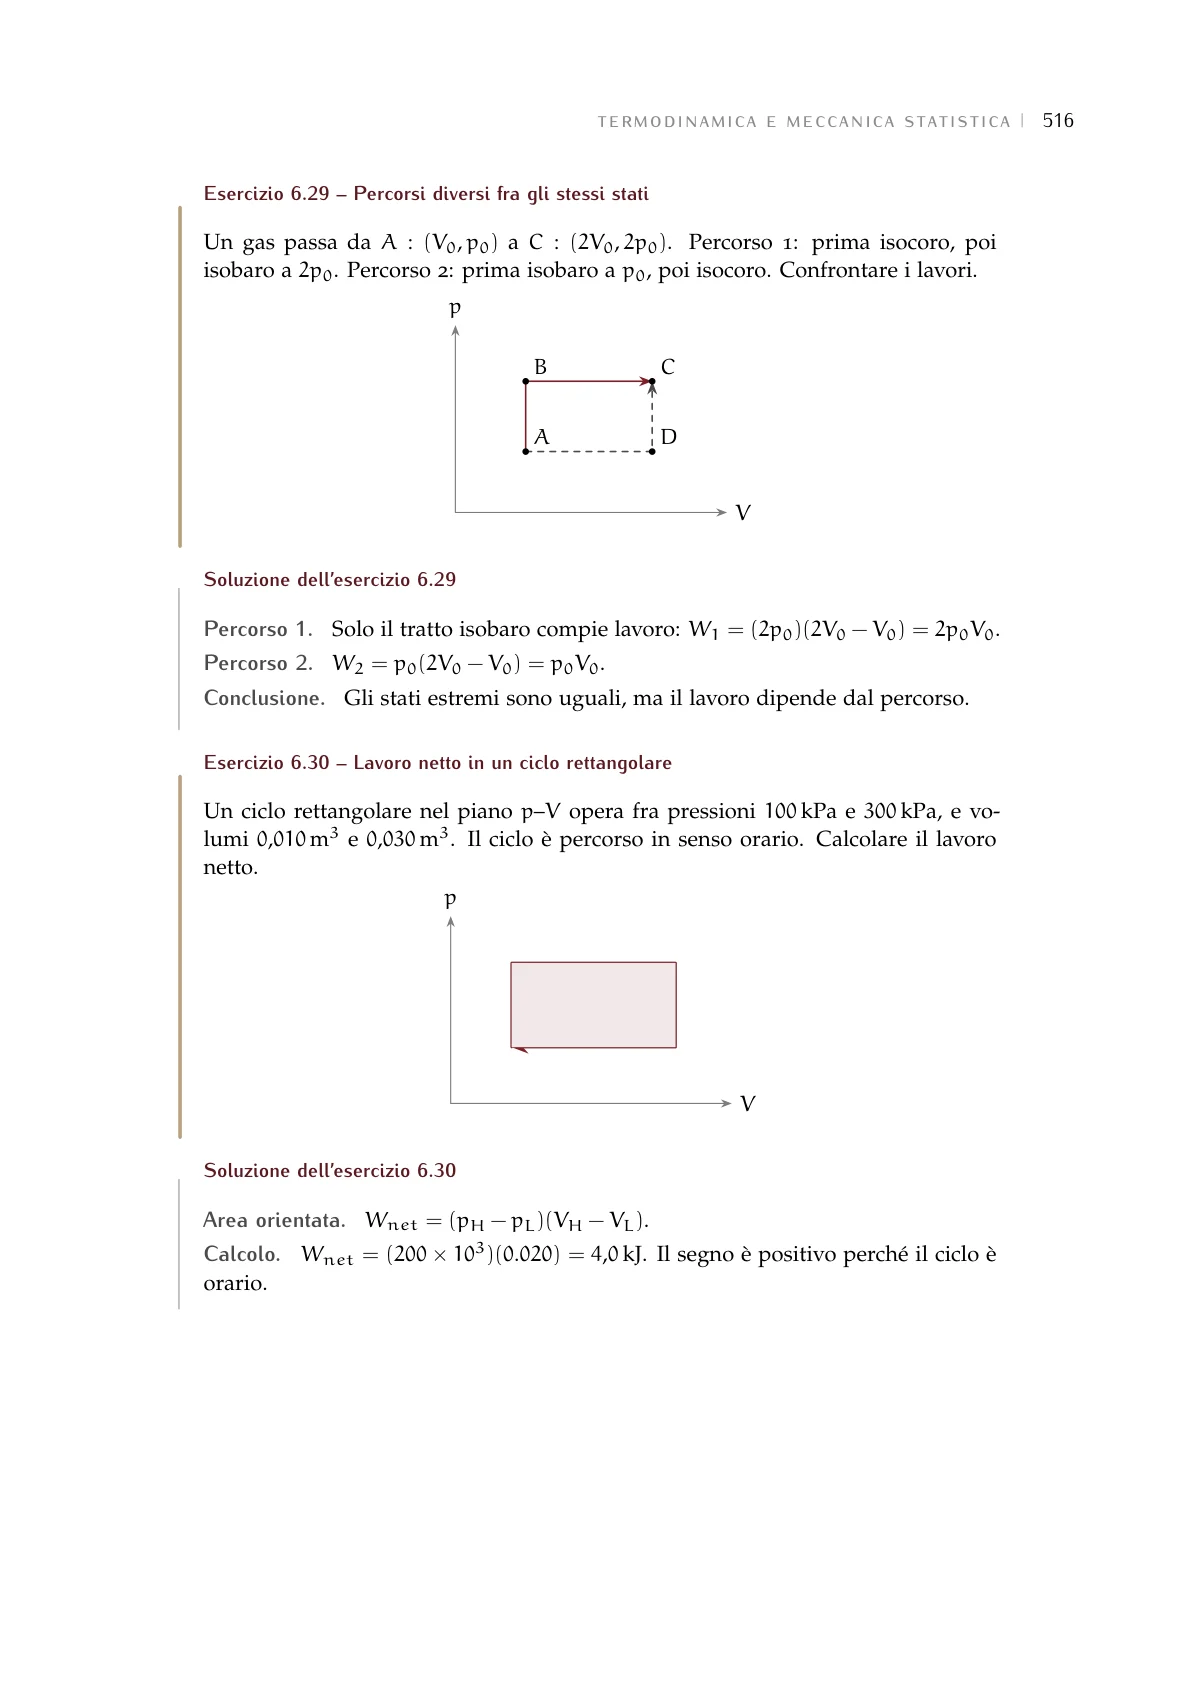 TERMODINAMICA E MECCANICA STATISTICA | 516
Esercizio 6.29 – Percorsi diversi fra gli stessi stati
Un gas passa da A : (V₀, p₀) a C : (2V₀, 2p₀). Percorso 1: prima isocoro, poi
isobaro a 2p₀. Percorso 2: prima isobaro a p₀, poi isocoro. Confrontare i lavori.
p
B C
A D
V
Soluzione dell'esercizio 6.29
Percorso 1. Solo il tratto isobaro compie lavoro: W₁ = (2p₀)(2V₀ − V₀) = 2p₀V₀.
Percorso 2. W₂ = p₀(2V₀ − V₀) = p₀V₀.
Conclusione. Gli stati estremi sono uguali, ma il lavoro dipende dal percorso.
Esercizio 6.30 – Lavoro netto in un ciclo rettangolare
Un ciclo rettangolare nel piano p–V opera fra pressioni 100 kPa e 300 kPa, e vo-
lumi 0,010 m³ e 0,030 m³. Il ciclo è percorso in senso orario. Calcolare il lavoro
netto.
p
V
Soluzione dell'esercizio 6.30
Area orientata. W_net = (p_H − p_L)(V_H − V_L).
Calcolo. W_net = (200 × 10³)(0.020) = 4,0 kJ. Il segno è positivo perché il ciclo è
orario.